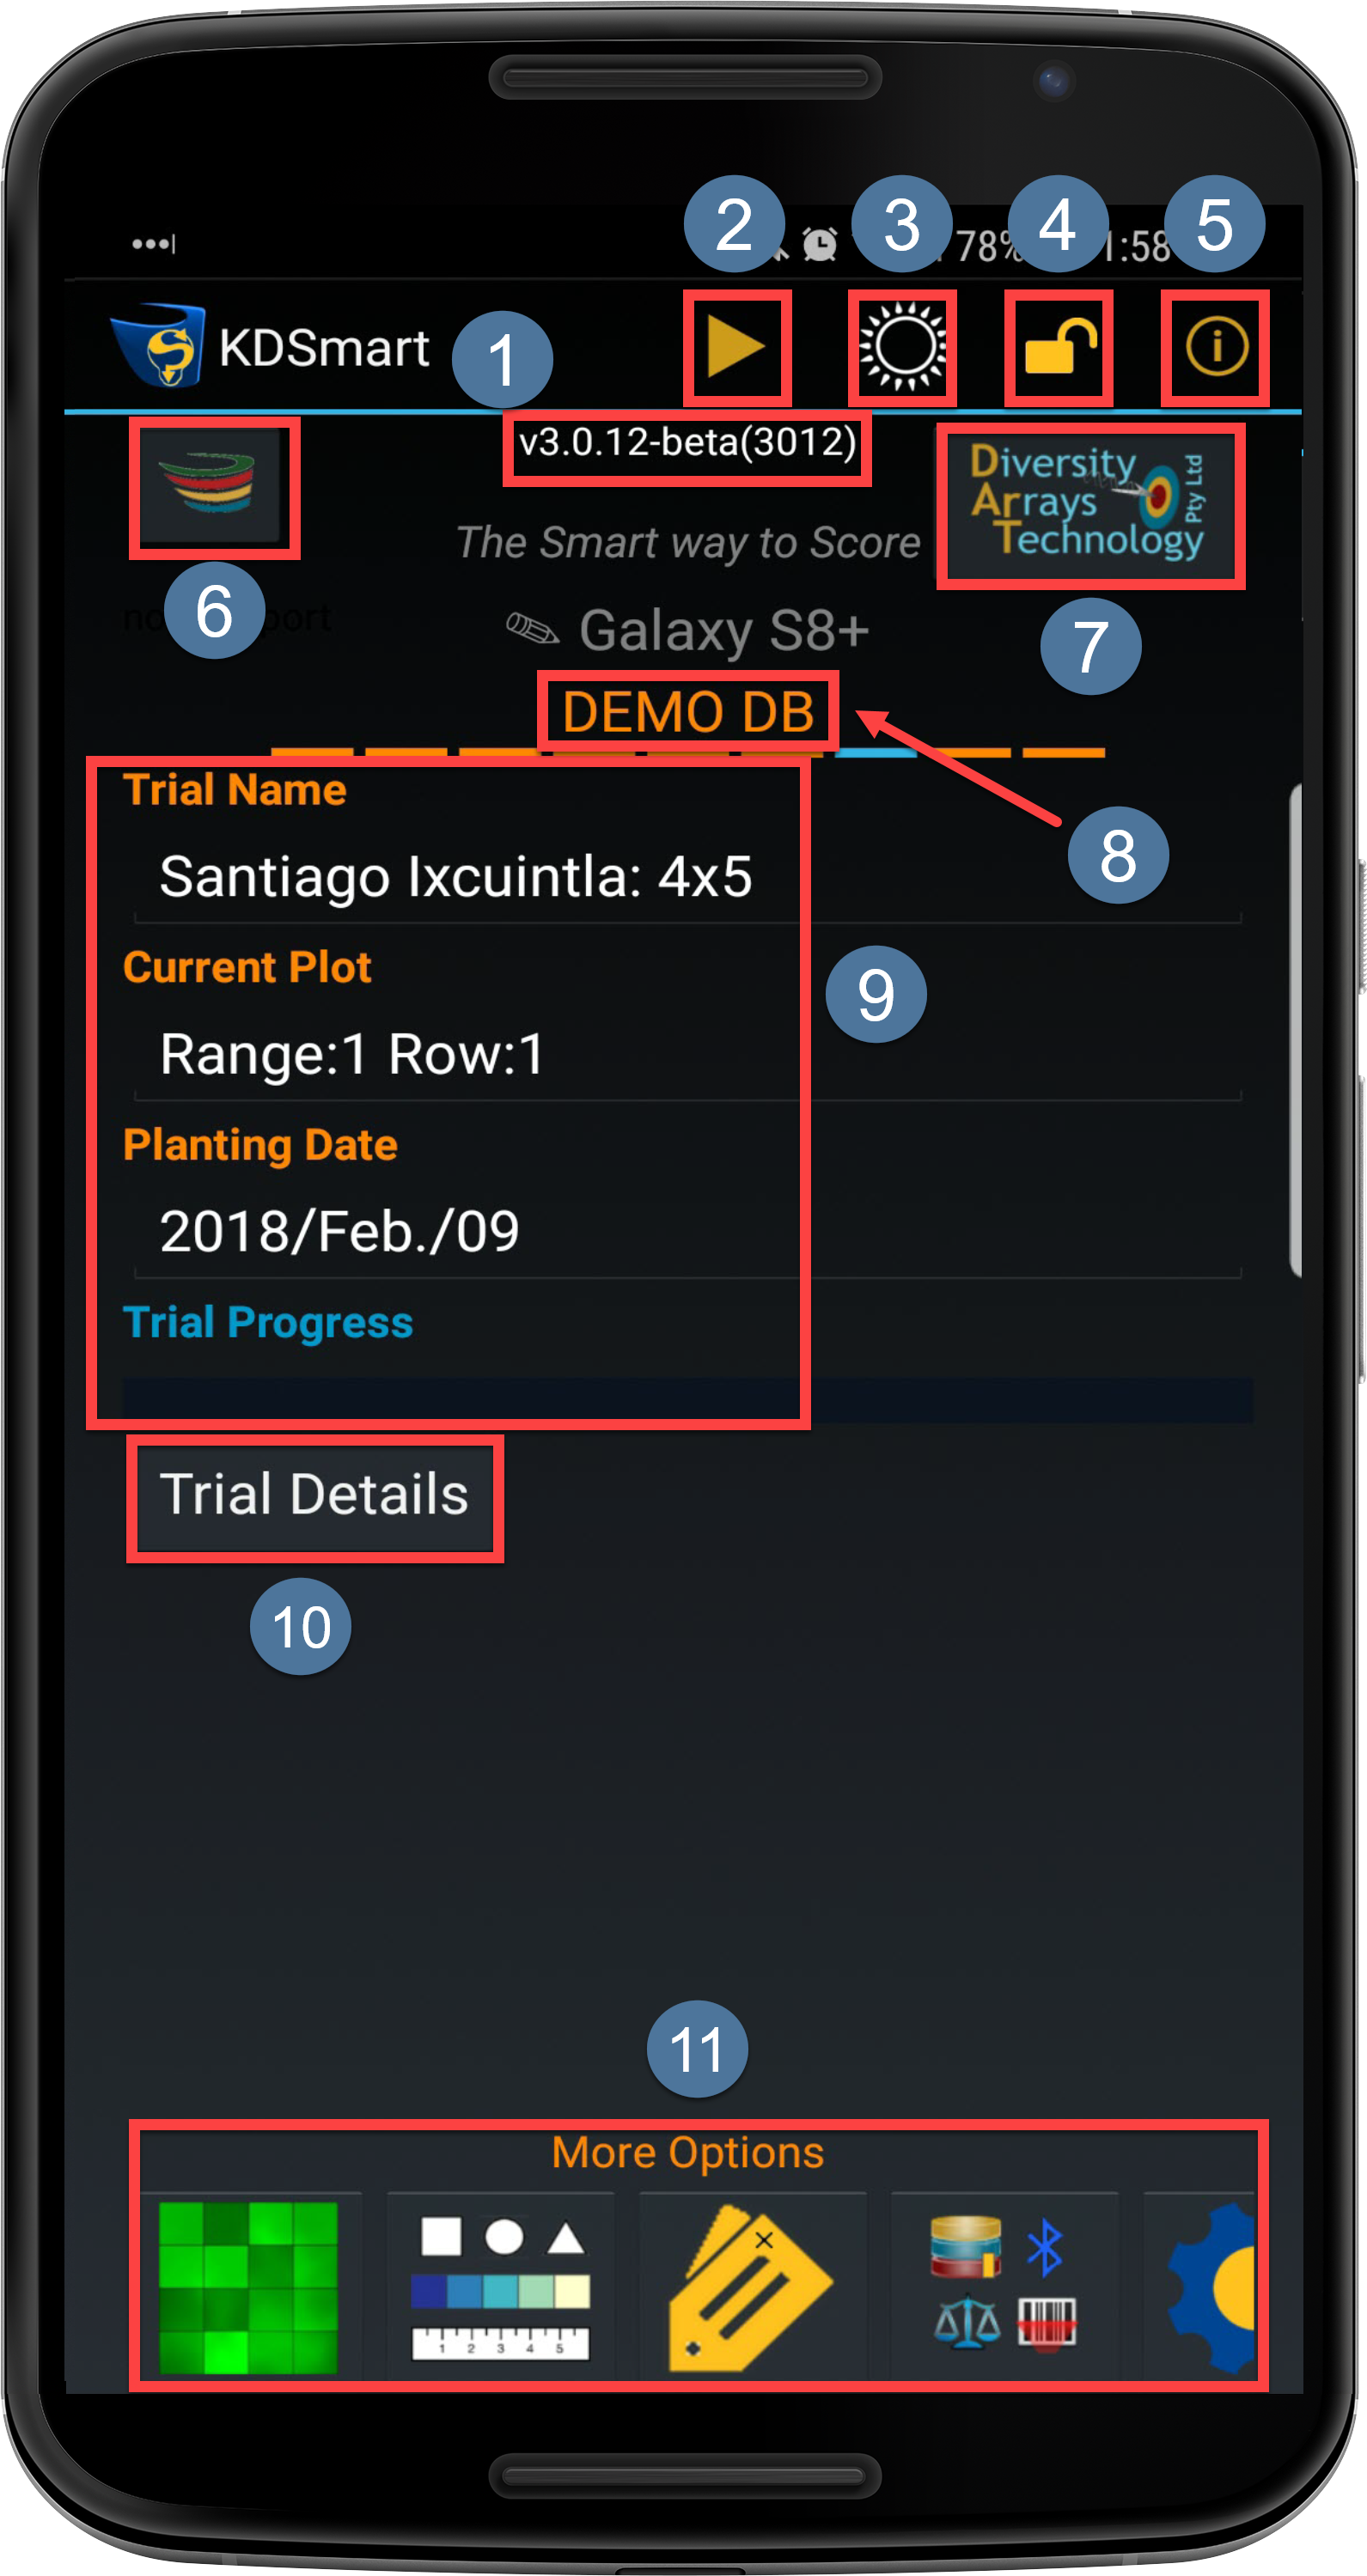 2
3
4
5
78%
1:58
KDSmart
1
v3.0.12-beta(3012)
Diversity
Arrays
Technology
Pty Ltd
The Smart way to Score
6
Galaxy S8+
7
DEMO DB
8
Trial Name
Santiago Ixcuintla: 4x5
Current Plot
9
Range:1 Row:1
Planting Date
2018/Feb./09
Trial Progress
Trial Details
10
11
More Options
1 2 3 4 5